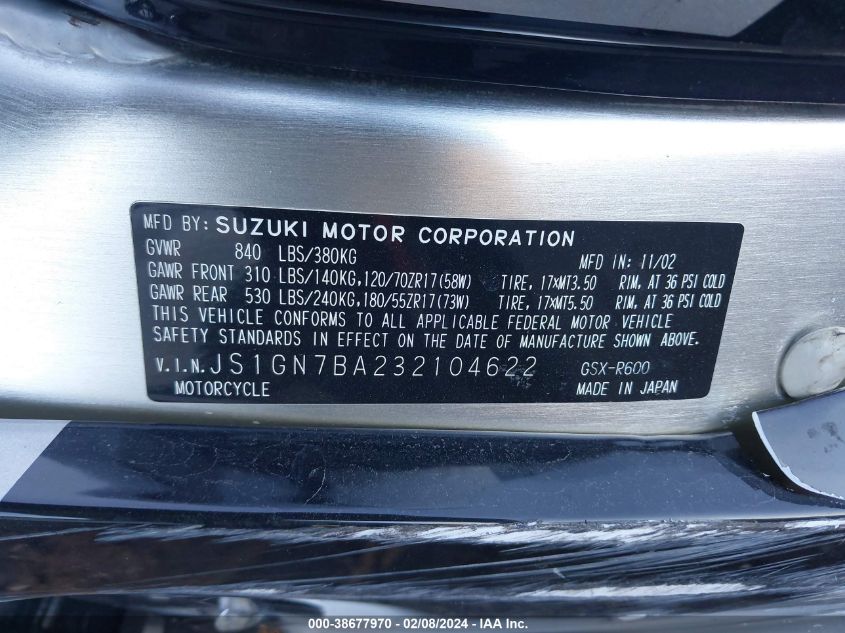 MFD BY: SUZUKI MOTOR CORPORATION
GVWR 840 LBS/380KG MFD IN: 11/02
GAWR FRONT 310 LBS/140KG,120/70ZR17(58W) TIRE, 17×MT3.50 RIM, AT 36 PSI COLD
GAWR REAR 530 LBS/240KG,180/55ZR17(73W) TIRE, 17×MT5.50 RIM, AT 36 PSI COLD
THIS VEHICLE CONFORMS TO ALL APPLICABLE FEDERAL MOTOR VEHICLE
SAFETY STANDARDS IN EFFECT ON THE DATE OF MANUFACTURE SHOWN ABOVE.
V.I.N. JS1GN7BA232104622 GSX-R600
MOTORCYCLE MADE IN JAPAN
000-38677970 - 02/08/2024 - IAA Inc.